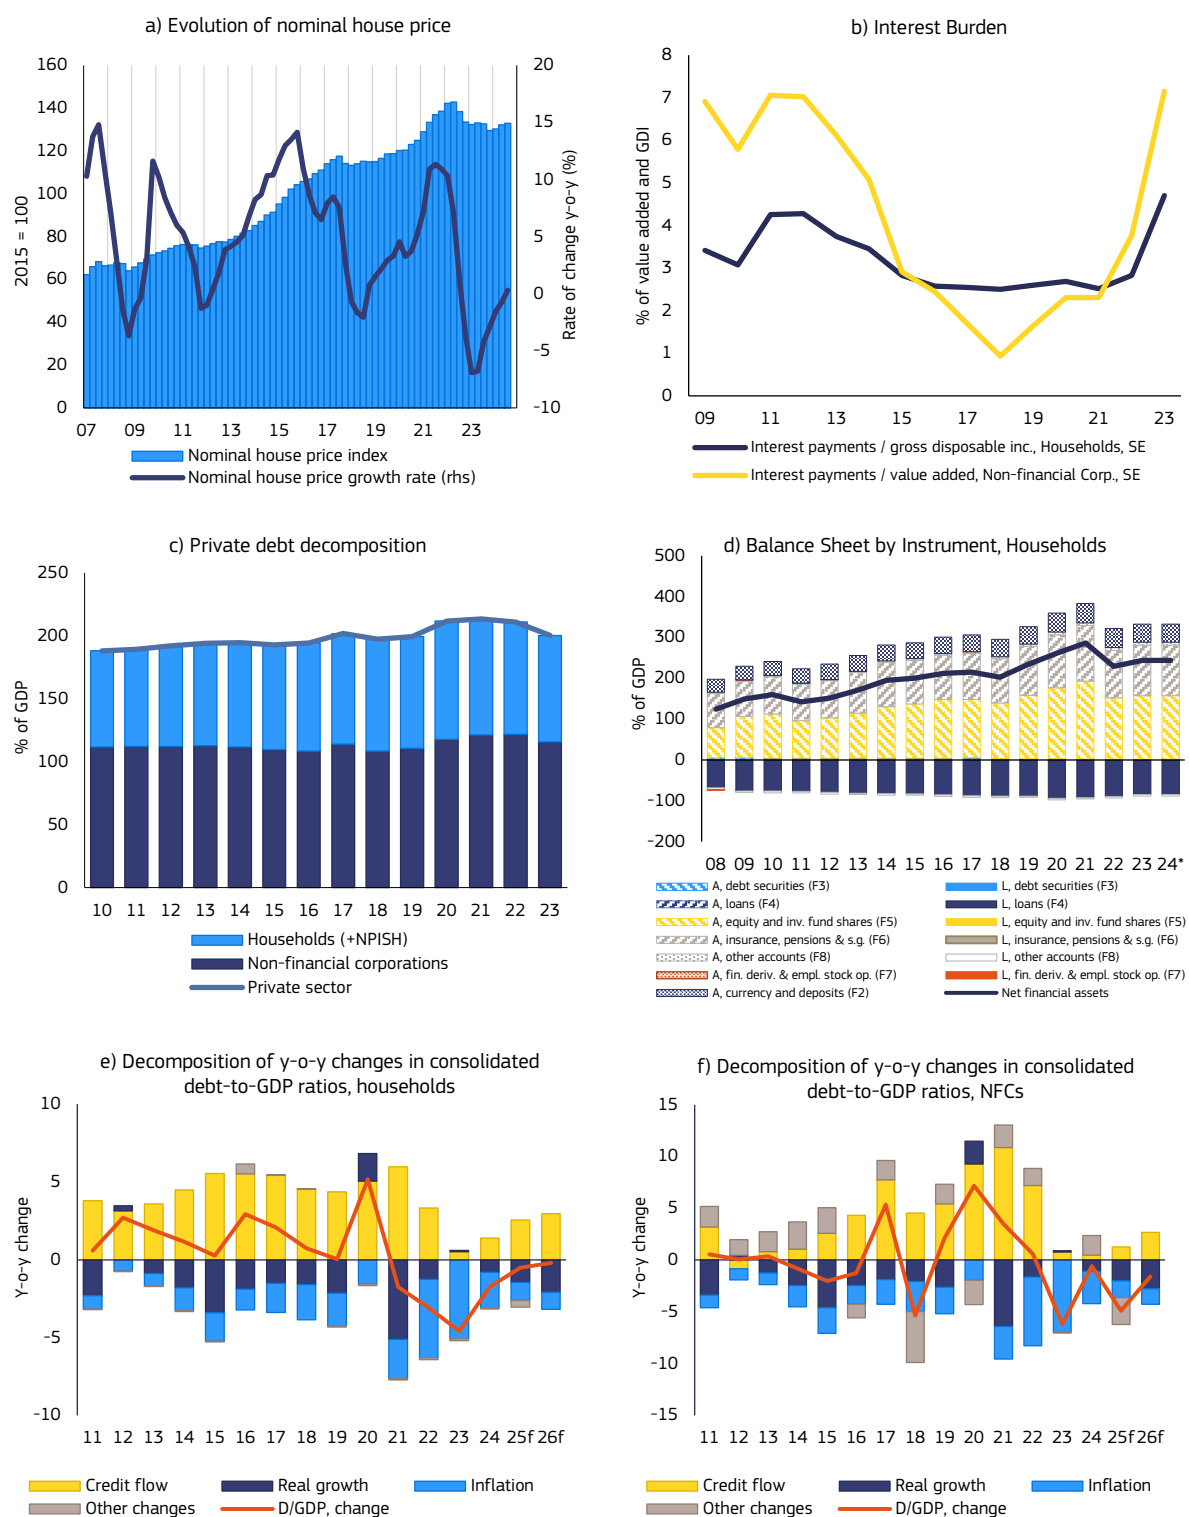 a) Evolution of nominal house price
160
140
120
100
80
60
40
20
0
2015 = 100
20
15
10
5
0
-5
-10
Rate of change y-o-y (%)
07 09 11 13 15 17 19 21 23
Nominal house price index
Nominal house price growth rate (rhs)
b) Interest Burden
8
7
6
5
4
3
2
1
0
% of value added and GDI
09 11 13 15 17 19 21 23
Interest payments / gross disposable inc., Households, SE
Interest payments / value added, Non-financial Corp., SE
c) Private debt decomposition
250
200
150
100
50
0
% of GDP
10 11 12 13 14 15 16 17 18 19 20 21 22 23
Households (+NPISH)
Non-financial corporations
Private sector
d) Balance Sheet by Instrument, Households
500
400
300
200
100
0
-100
-200
% of GDP
08 09 10 11 12 13 14 15 16 17 18 19 20 21 22 23 24*
A, debt securities (F3)
A, loans (F4)
A, equity and inv. fund shares (F5)
A, insurance, pensions & s.g. (F6)
A, other accounts (F8)
A, fin. deriv. & empl. stock op. (F7)
A, currency and deposits (F2)
L, debt securities (F3)
L, loans (F4)
L, equity and inv. fund shares (F5)
L, insurance, pensions & s.g. (F6)
L, other accounts (F8)
L, fin. deriv. & empl. stock op. (F7)
Net financial assets
e) Decomposition of y-o-y changes in consolidated
debt-to-GDP ratios, households
10
5
0
-5
-10
Y-o-y change
11 12 13 14 15 16 17 18 19 20 21 22 23 24 25f 26f
Credit flow Real growth Inflation
Other changes D/GDP, change
f) Decomposition of y-o-y changes in consolidated
debt-to-GDP ratios, NFCs
15
10
5
0
-5
-10
-15
Y-o-y change
11 12 13 14 15 16 17 18 19 20 21 22 23 24 25f 26f
Credit flow Real growth Inflation
Other changes D/GDP, change